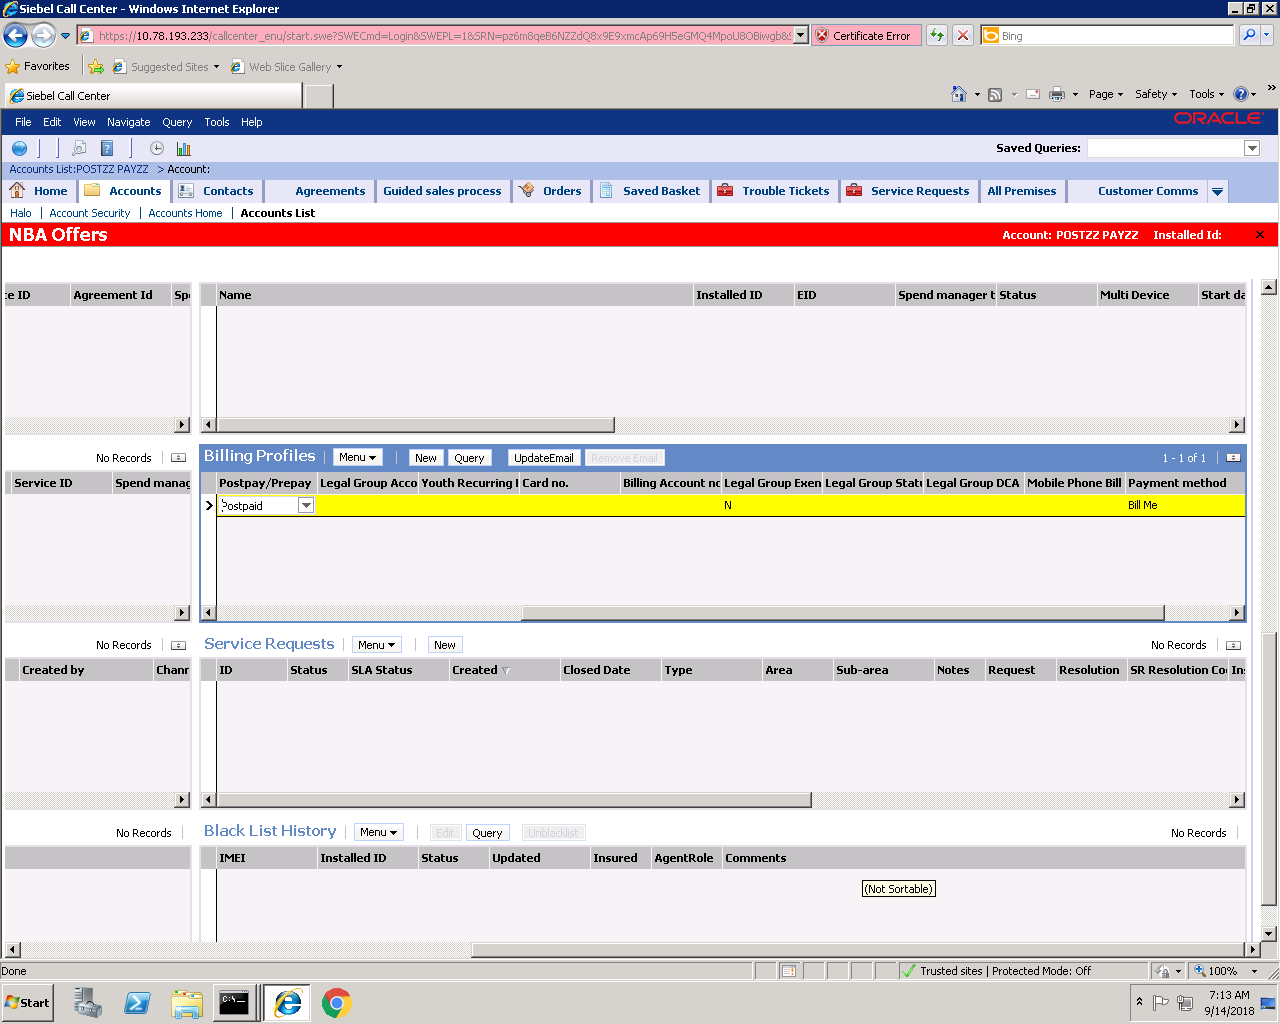 Siebel Call Center - Windows Internet Explorer
https://10.78.193.233/callcenter_enu/start.swe?SWECmd=Login&SWEPL=1&SRN=
Certificate Error
Bing
Favorites
Suggested Sites
Web Slice Gallery
Siebel Call Center
Page
Safety
Tools
»
File Edit View Navigate Query Tools Help
ORACLE
Saved Queries:
Accounts List:POSTZZ PAYZZ > Account:
Home
Accounts
Contacts
Agreements
Guided sales process
Orders
Saved Basket
Trouble Tickets
Service Requests
All Premises
Customer Comms
Halo | Account Security | Accounts Home | Accounts List
NBA Offers
Account: POSTZZ PAYZZ Installed Id:
ce ID Agreement Id Spe
Name Installed ID EID Spend manager t Status Multi Device Start da
No Records
Billing Profiles
Menu
New
Query
UpdateEmail
Remove Email
1 - 1 of 1
Service ID Spend manag
Postpay/Prepay Legal Group Acco Youth Recurring Card no. Billing Account no Legal Group Exen Legal Group Statu Legal Group DCA Mobile Phone Bill Payment method
Postpaid N Bill Me
No Records
Service Requests
Menu
New
No Records
Created by Chann
ID Status SLA Status Created Closed Date Type Area Sub-area Notes Request Resolution SR Resolution Co Ins
No Records
Black List History
Menu
Edit
Query
Unblacklist
No Records
IMEI Installed ID Status Updated Insured AgentRole Comments
(Not Sortable)
Done
Trusted sites | Protected Mode: Off
100%
Start
C:\
7:13 AM
9/14/2018